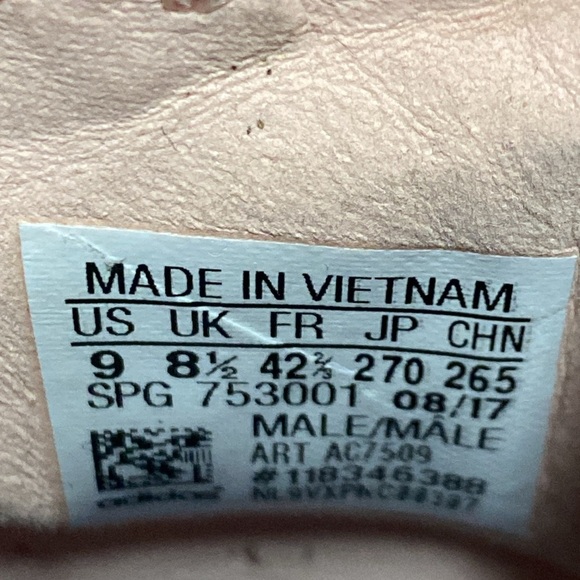 MADE IN VIETNAM
US UK FR JP CHN
9 8½ 42⅔ 270 265
SPG 753001 08/17
MALE/MÂLE
ART AC7509
#118346388
adidas